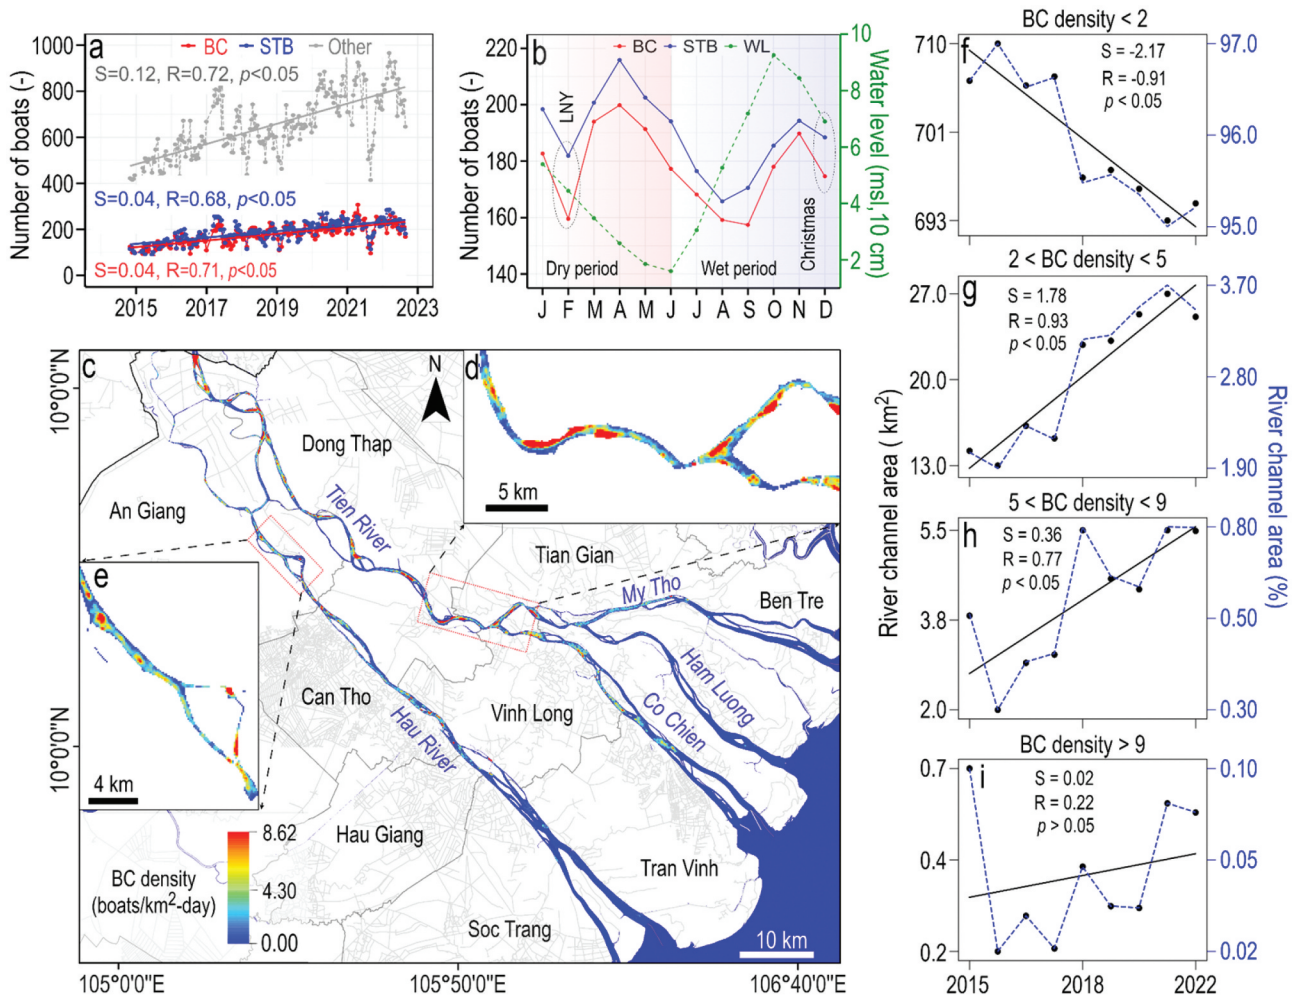 a
BC STB Other
S=0.12, R=0.72, p<0.05
S=0.04, R=0.68, p<0.05
S=0.04, R=0.71, p<0.05
Number of boats (-)
1000
800
600
400
200
0
2015 2017 2019 2021 2023
b
BC STB WL
LNY
Christmas
Dry period
Wet period
Number of boats (-)
220
200
180
160
140
J F M A M J J A S O N D
10
8
6
4
2
Water level (msl,10 cm)
c
N
10°0'0"N
10°0'0"N
105°0'0"E
105°50'0"E
106°40'0"E
Dong Thap
An Giang
Tien River
Tian Gian
My Tho
Ben Tre
Ham Luong
Co Chien
Can Tho
Vinh Long
Hau River
Hau Giang
Tran Vinh
Soc Trang
10 km
BC density
(boats/km²-day)
8.62
4.30
0.00
d
5 km
e
4 km
BC density < 2
f
S = -2.17
R = -0.91
p < 0.05
710
701
693
97.0
96.0
95.0
2 < BC density < 5
g
S = 1.78
R = 0.93
p < 0.05
27.0
20.0
13.0
3.70
2.80
1.90
River channel area ( km²)
River channel area (%)
5 < BC density < 9
h
S = 0.36
R = 0.77
p < 0.05
5.5
3.8
2.0
0.80
0.50
0.30
BC density > 9
i
S = 0.02
R = 0.22
p > 0.05
0.7
0.4
0.2
0.10
0.05
0.02
2015 2018 2022